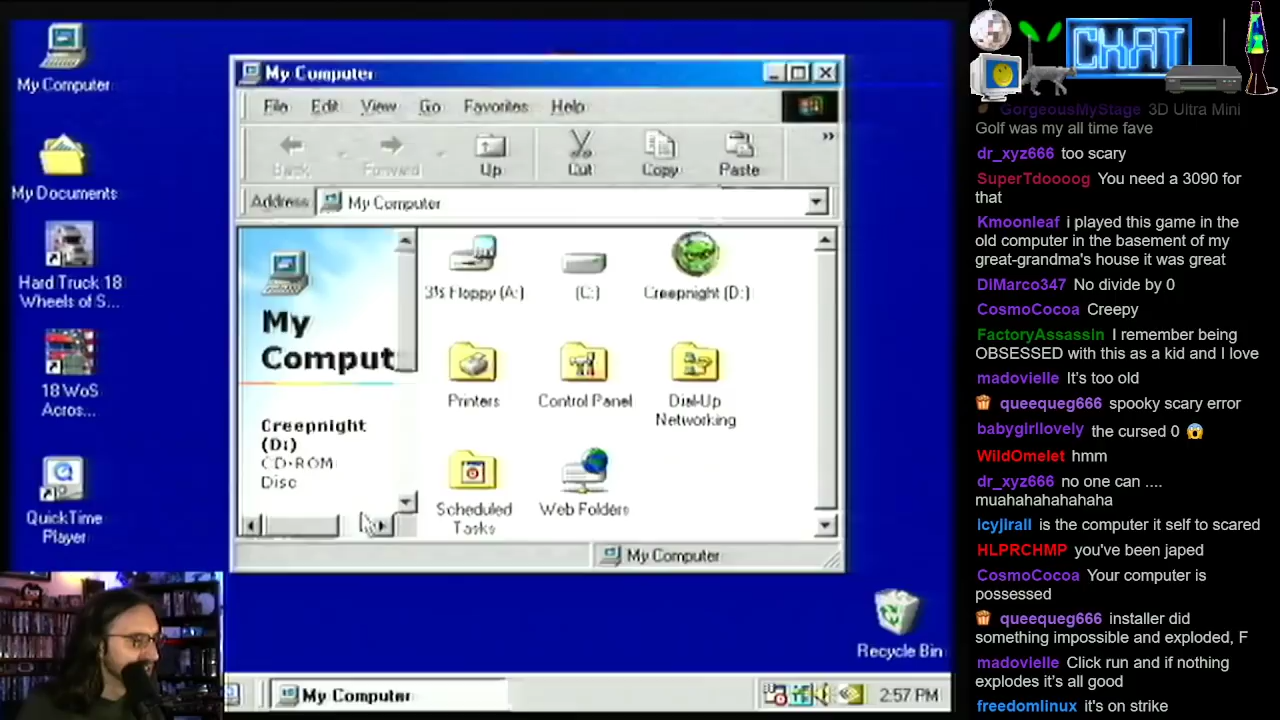 My Computer
My Documents
Hard Truck 18
Wheels of S...
18 WoS
Acros...
QuickTime
Player
My Computer
File Edit View Go Favorites Help
Back Forward Up Cut Copy Paste »
Address My Computer
My
Comput
Creepnight
(D:)
CD-ROM
Disc
3½ Floppy (A:) (C:) Creepnight (D:)
Printers Control Panel Dial-Up
Networking
Scheduled
Tasks
Web Folders
My Computer
Recycle Bin
My Computer
2:57 PM
CHAT
GorgeousMyStage 3D Ultra Mini
Golf was my all time fave
dr_xyz666 too scary
SuperTdoooog You need a 3090 for
that
Kmoonleaf i played this game in the
old computer in the basement of my
great-grandma's house it was great
DIMarco347 No divide by 0
CosmoCocoa Creepy
FactoryAssassin I remember being
OBSESSED with this as a kid and I love
madovielle It's too old
queequeg666 spooky scary error
babygirllovely the cursed 0 😱
WildOmelet hmm
dr_xyz666 no one can ....
muahahahahaha
icyjirall is the computer it self to scared
HLPRCHMP you've been japed
CosmoCocoa Your computer is
possessed
queequeg666 installer did
something impossible and exploded, F
madovielle Click run and if nothing
explodes it's all good
freedomlinux it's on strike